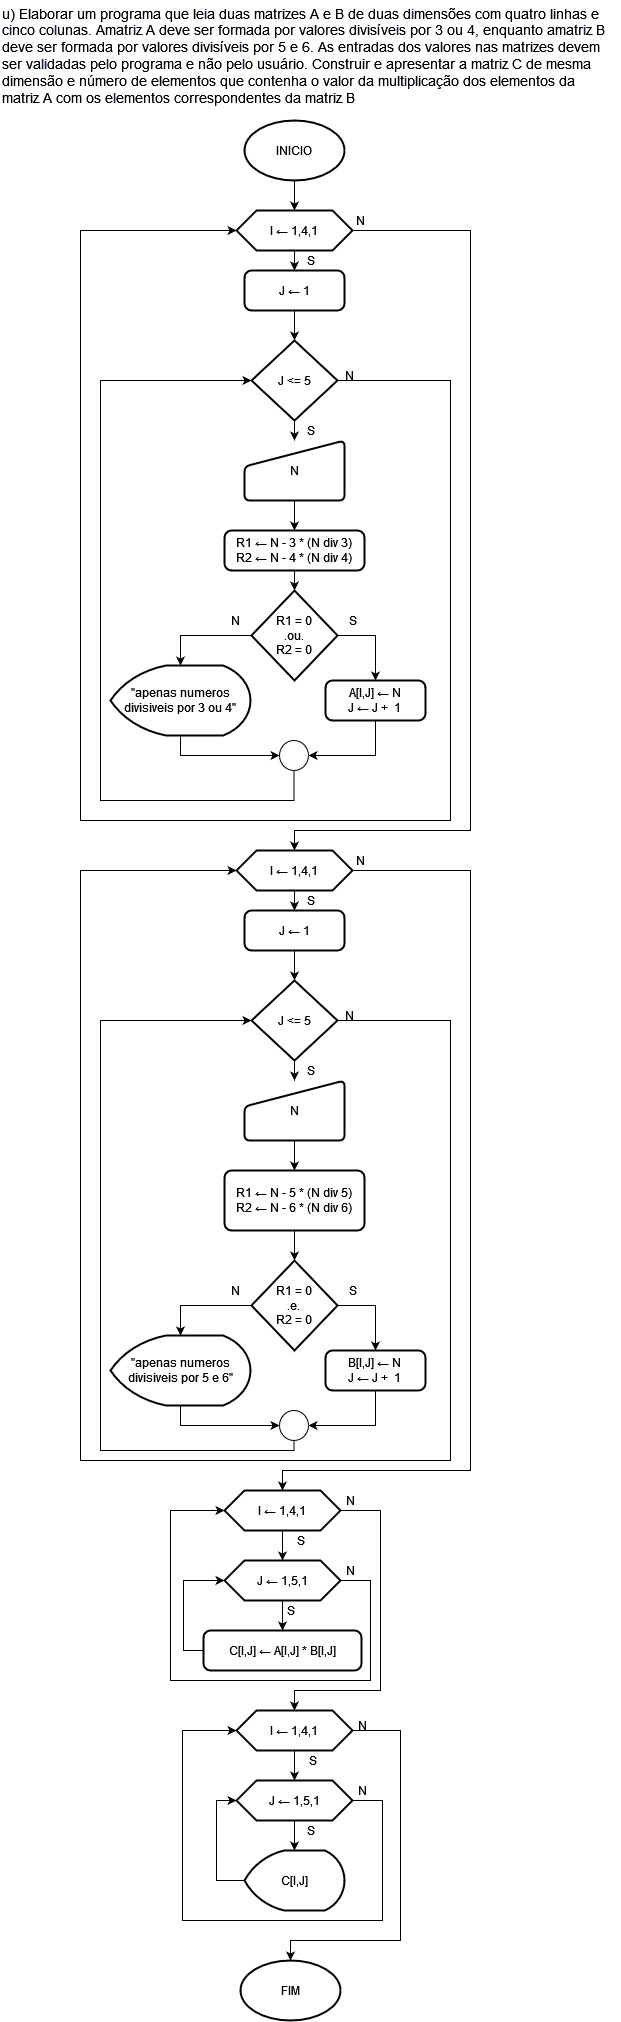 u) Elaborar um programa que leia duas matrizes A e B de duas dimensões com quatro linhas e
cinco colunas. Amatriz A deve ser formada por valores divisíveis por 3 ou 4, enquanto amatriz B
deve ser formada por valores divisíveis por 5 e 6. As entradas dos valores nas matrizes devem
ser validadas pelo programa e não pelo usuário. Construir e apresentar a matriz C de mesma
dimensão e número de elementos que contenha o valor da multiplicação dos elementos da
matriz A com os elementos correspondentes da matriz B
INICIO
I ← 1,4,1
N
S
J ← 1
J <= 5
N
S
N
R1 ← N - 3 * (N div 3)
R2 ← N - 4 * (N div 4)
N
R1 = 0
.ou.
R2 = 0
S
"apenas numeros
divisiveis por 3 ou 4"
A[I,J] ← N
J ← J + 1
I ← 1,4,1
N
S
J ← 1
J <= 5
N
S
N
R1 ← N - 5 * (N div 5)
R2 ← N - 6 * (N div 6)
N
R1 = 0
.e.
R2 = 0
S
"apenas numeros
divisiveis por 5 e 6"
B[I,J] ← N
J ← J + 1
I ← 1,4,1
N
S
J ← 1,5,1
N
S
C[I,J] ← A[I,J] * B[I,J]
I ← 1,4,1
N
S
J ← 1,5,1
N
S
C[I,J]
FIM